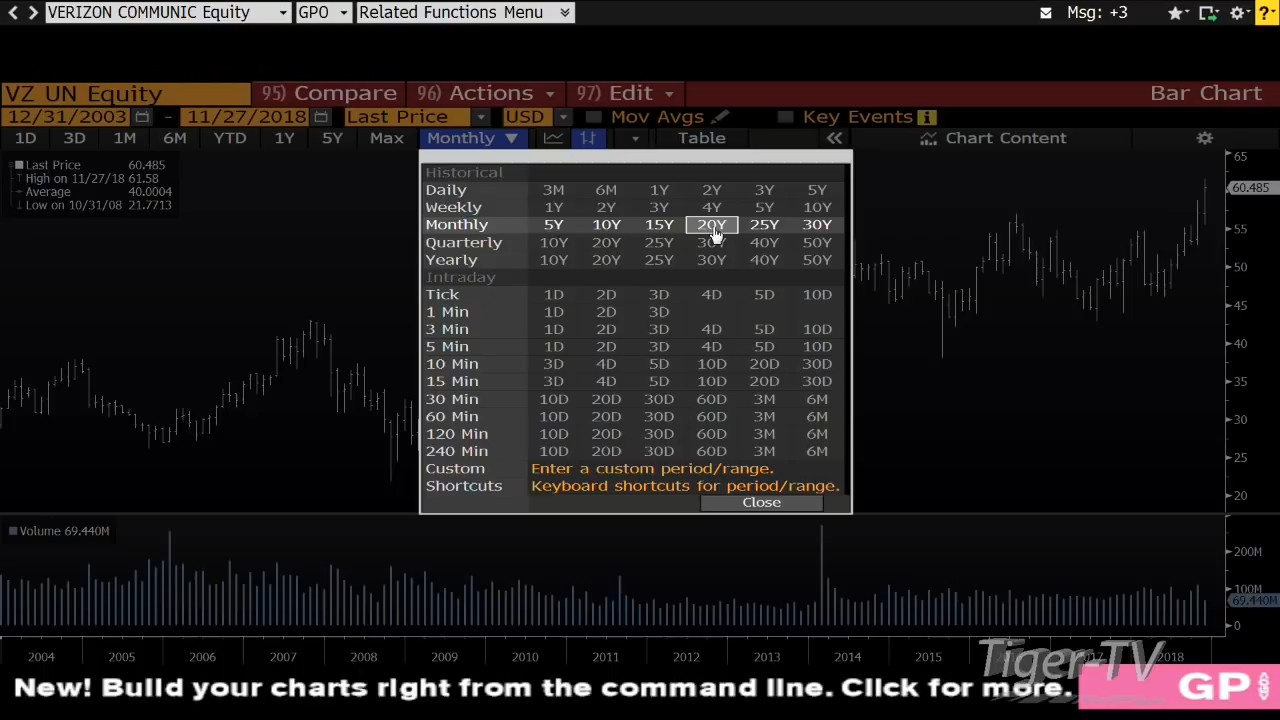 VERIZON COMMUNIC Equity GPO Related Functions Menu Msg: +3 ?
VZ UN Equity 95) Compare 96) Actions 97) Edit Bar Chart
12/31/2003 - 11/27/2018 Last Price USD Mov Avgs Key Events i
1D 3D 1M 6M YTD 1Y 5Y Max Monthly ▼ Table « Chart Content
Last Price 60.485
High on 11/27/18 61.58
Average 40.0004
Low on 10/31/08 21.7713
Historical
Daily 3M 6M 1Y 2Y 3Y 5Y
Weekly 1Y 2Y 3Y 4Y 5Y 10Y
Monthly 5Y 10Y 15Y 20Y 25Y 30Y
Quarterly 10Y 20Y 25Y 30Y 40Y 50Y
Yearly 10Y 20Y 25Y 30Y 40Y 50Y
Intraday
Tick 1D 2D 3D 4D 5D 10D
1 Min 1D 2D 3D
3 Min 1D 2D 3D 4D 5D 10D
5 Min 1D 2D 3D 4D 5D 10D
10 Min 3D 4D 5D 10D 20D 30D
15 Min 3D 4D 5D 10D 20D 30D
30 Min 10D 20D 30D 60D 3M 6M
60 Min 10D 20D 30D 60D 3M 6M
120 Min 10D 20D 30D 60D 3M 6M
240 Min 10D 20D 30D 60D 3M 6M
Custom Enter a custom period/range.
Shortcuts Keyboard shortcuts for period/range.
Close
65
60.485
55
50
45
40
35
30
25
20
Volume 69.440M
200M
100M
69.440M
0
2004 2005 2006 2007 2008 2009 2010 2011 2012 2013 2014 2015 2018
Tiger-TV
New! Build your charts right from the command line. Click for more. GP